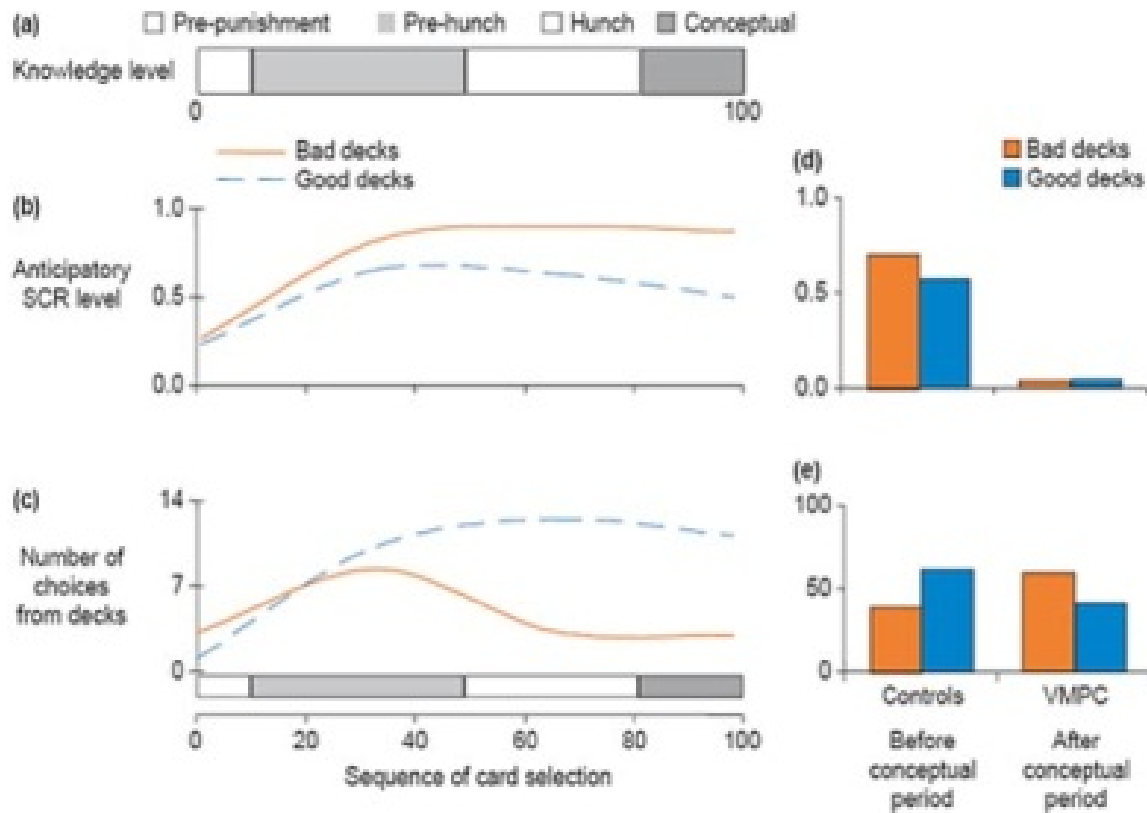 (a)
Pre-punishment Pre-hunch Hunch Conceptual
Knowledge level
0 100
Bad decks
Good decks
(b)
1.0
Anticipatory
SCR level
0.5
0.0
(c)
14
Number of
choices
from decks
7
0
0 20 40 60 80 100
Sequence of card selection
(d)
Bad decks
Good decks
1.0
0.5
0.0
(e)
100
50
0
Controls VMPC
Before
conceptual
period
After
conceptual
period